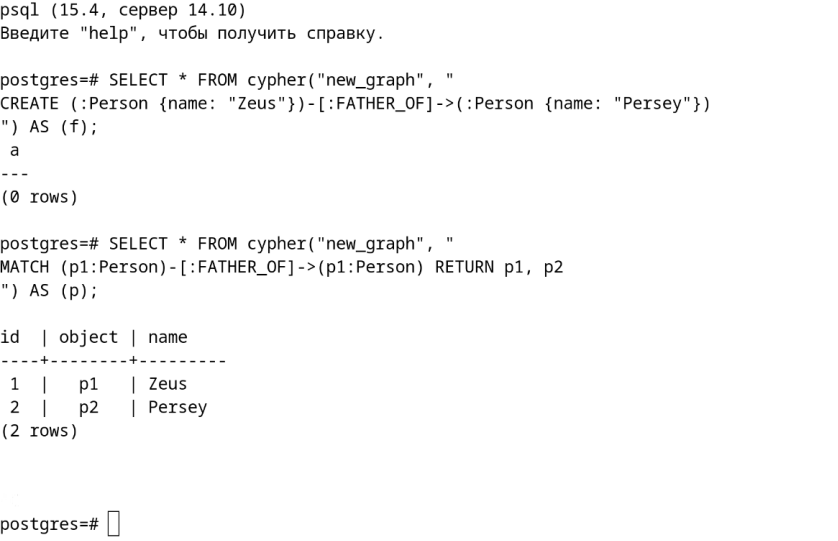 psql (15.4, сервер 14.10)
Введите "help", чтобы получить справку.
postgres=# SELECT * FROM cypher("new_graph", "
CREATE (:Person {name: "Zeus"})-[:FATHER_OF]->(:Person {name: "Persey"})
") AS (f);
 a
---
(0 rows)
postgres=# SELECT * FROM cypher("new_graph", "
MATCH (p1:Person)-[:FATHER_OF]->(p1:Person) RETURN p1, p2
") AS (p);
id  | object | name
----+--------+---------
 1  |   p1   | Zeus
 2  |   p2   | Persey
(2 rows)
postgres=#